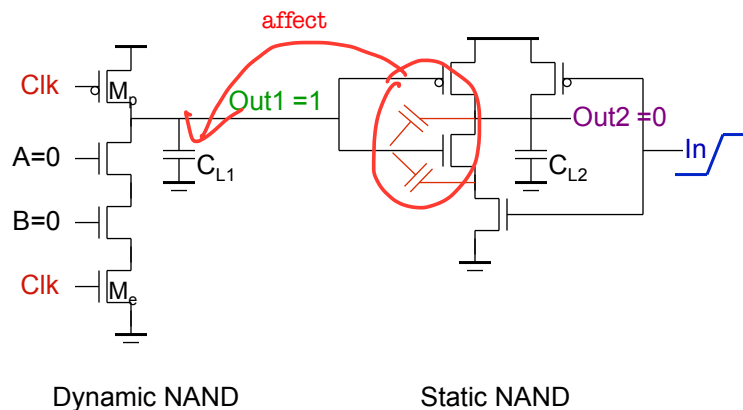 affect
Clk
Mp
Out1 =1
Out2 =0
In
A=0
CL1
CL2
B=0
Clk
Me
Dynamic NAND
Static NAND